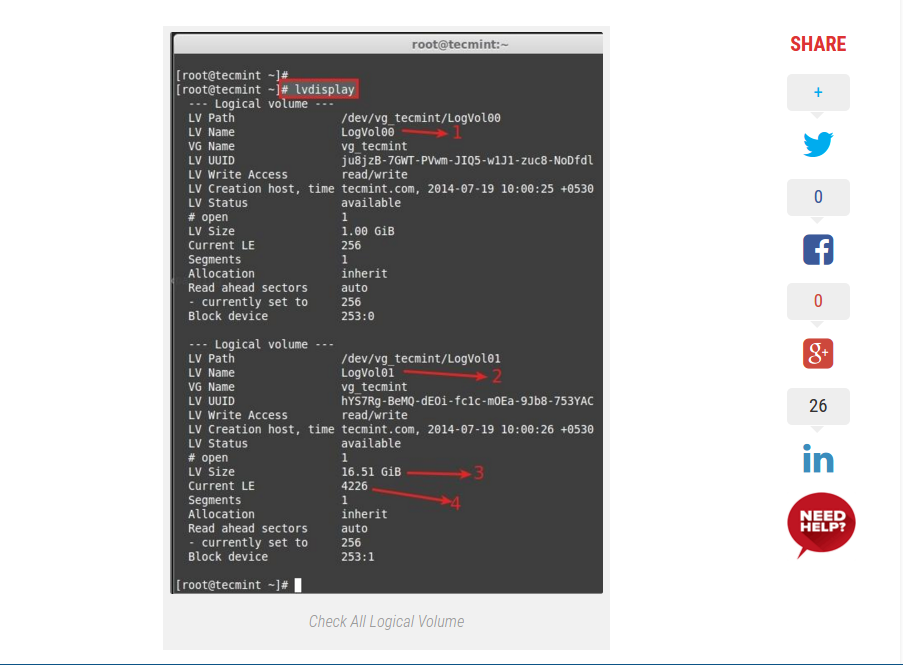 root@tecmint:~
[root@tecmint ~]#
[root@tecmint ~]# lvdisplay
--- Logical volume ---
LV Path /dev/vg_tecmint/LogVol00
LV Name LogVol00 1
VG Name vg_tecmint
LV UUID ju8jzB-7GWT-PVwm-JIQ5-w1J1-zuc8-NoDfdl
LV Write Access read/write
LV Creation host, time tecmint.com, 2014-07-19 10:00:25 +0530
LV Status available
# open 1
LV Size 1.00 GiB
Current LE 256
Segments 1
Allocation inherit
Read ahead sectors auto
- currently set to 256
Block device 253:0
--- Logical volume ---
LV Path /dev/vg_tecmint/LogVol01
LV Name LogVol01 2
VG Name vg_tecmint
LV UUID hYS7Rg-BeMQ-dEOi-fc1c-mOEa-9Jb8-753YAC
LV Write Access read/write
LV Creation host, time tecmint.com, 2014-07-19 10:00:26 +0530
LV Status available
# open 1
LV Size 16.51 GiB 3
Current LE 4226
Segments 1 4
Allocation inherit
Read ahead sectors auto
- currently set to 256
Block device 253:1
[root@tecmint ~]#
Check All Logical Volume
SHARE
+
0
f
0
g+
26
in
NEED
HELP?